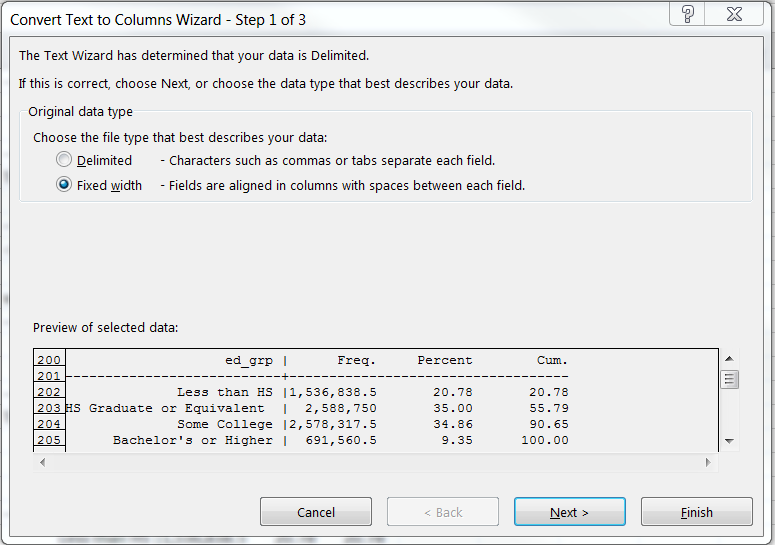 Convert Text to Columns Wizard - Step 1 of 3
The Text Wizard has determined that your data is Delimited.
If this is correct, choose Next, or choose the data type that best describes your data.
Original data type
Choose the file type that best describes your data:
Delimited - Characters such as commas or tabs separate each field.
Fixed width - Fields are aligned in columns with spaces between each field.
Preview of selected data:
200 ed_grp | Freq. Percent Cum.
201 ---------------------------+-----------------------------------
202 Less than HS |1,536,838.5 20.78 20.78
203 HS Graduate or Equivalent | 2,588,750 35.00 55.79
204 Some College |2,578,317.5 34.86 90.65
205 Bachelor's or Higher | 691,560.5 9.35 100.00
Cancel < Back Next > Finish